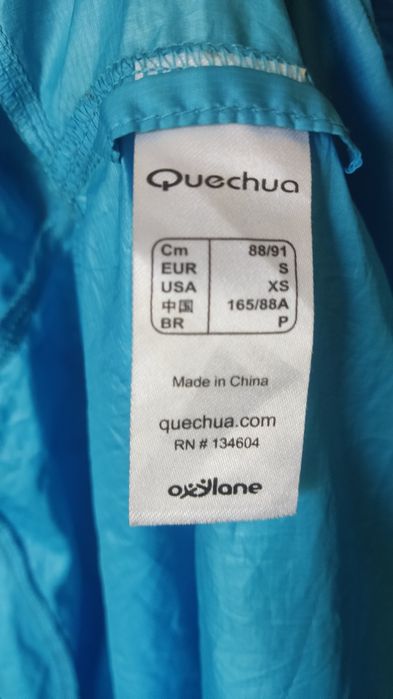 Quechua
Cm 88/91
EUR S
USA XS
中国 165/88A
BR P
Made in China
quechua.com
RN # 134604
oxylane